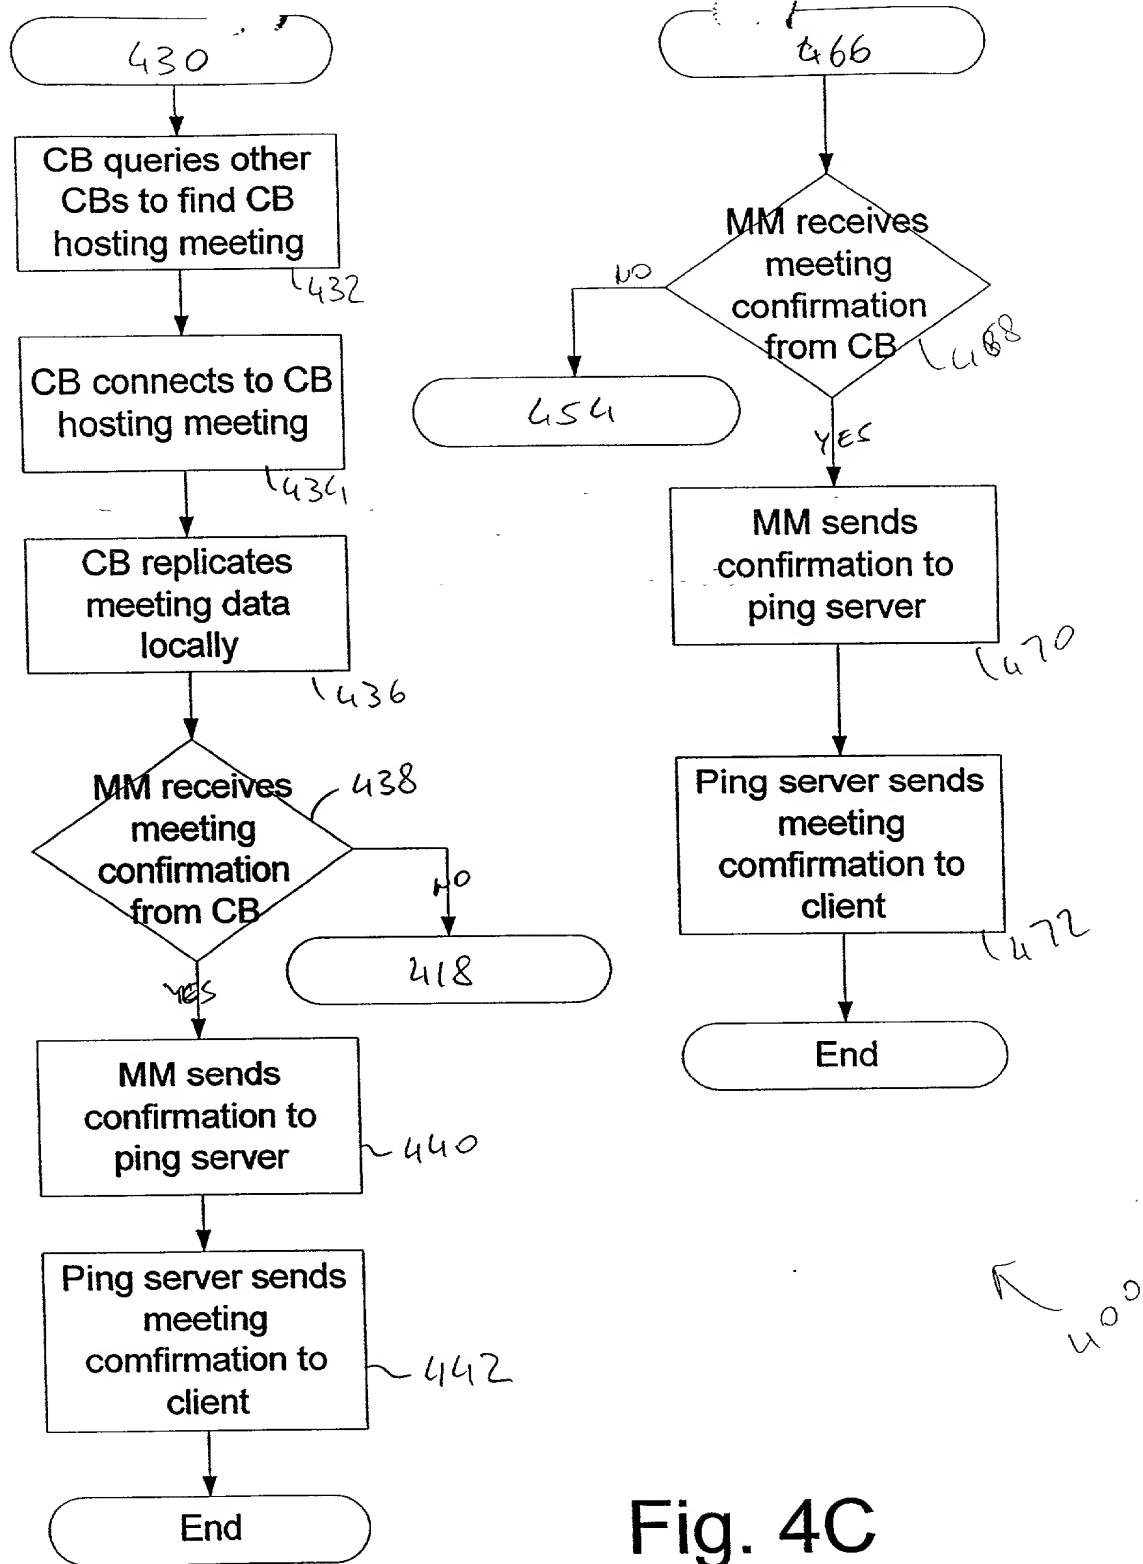 430
CB queries other
CBs to find CB
hosting meeting
432
CB connects to CB
hosting meeting
434
CB replicates
meeting data
locally
436
MM receives
meeting
confirmation
from CB
438
NO
418
YES
MM sends
confirmation to
ping server
440
Ping server sends
meeting
comfirmation to
client
442
End
466
MM receives
meeting
confirmation
from CB
468
NO
454
YES
MM sends
confirmation to
ping server
470
Ping server sends
meeting
comfirmation to
client
472
End
400
Fig. 4C